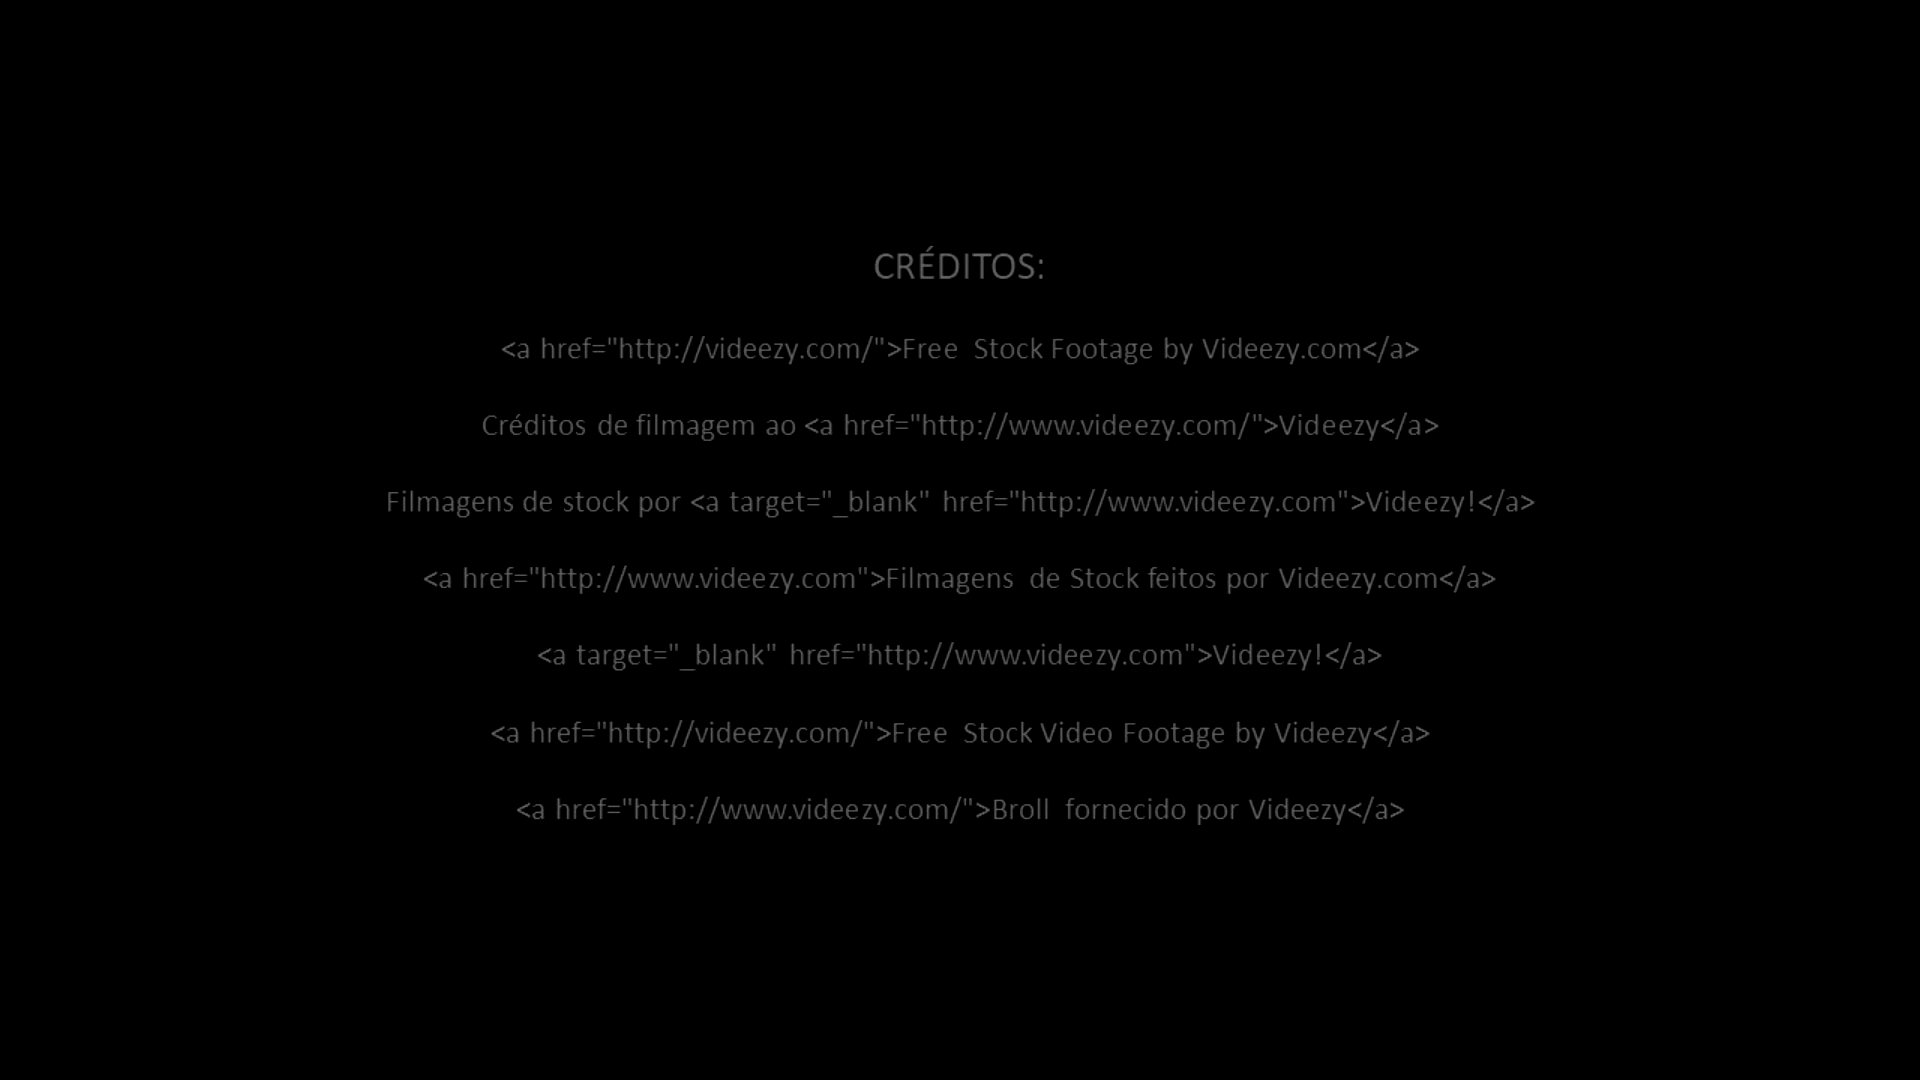 CRÉDITOS:
<a href="http://videezy.com/">Free Stock Footage by Videezy.com</a>
Créditos de filmagem ao <a href="http://www.videezy.com/">Videezy</a>
Filmagens de stock por <a target="_blank" href="http://www.videezy.com">Videezy!</a>
<a href="http://www.videezy.com">Filmagens de Stock feitos por Videezy.com</a>
<a target="_blank" href="http://www.videezy.com">Videezy!</a>
<a href="http://videezy.com/">Free Stock Video Footage by Videezy</a>
<a href="http://www.videezy.com/">Broll fornecido por Videezy</a>